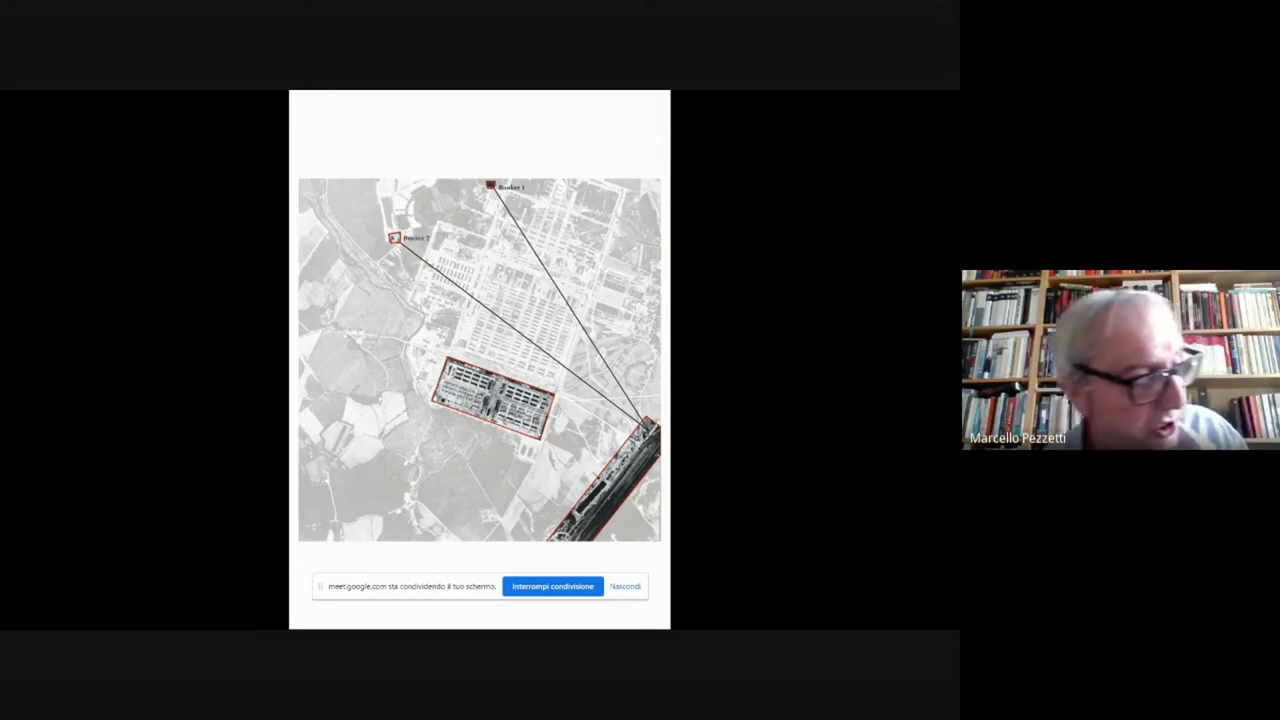 Bunker 1
Bunker 2
meet.google.com sta condividendo il tuo schermo.
Interrompi condivisione
Nascondi
Marcello Pezzetti